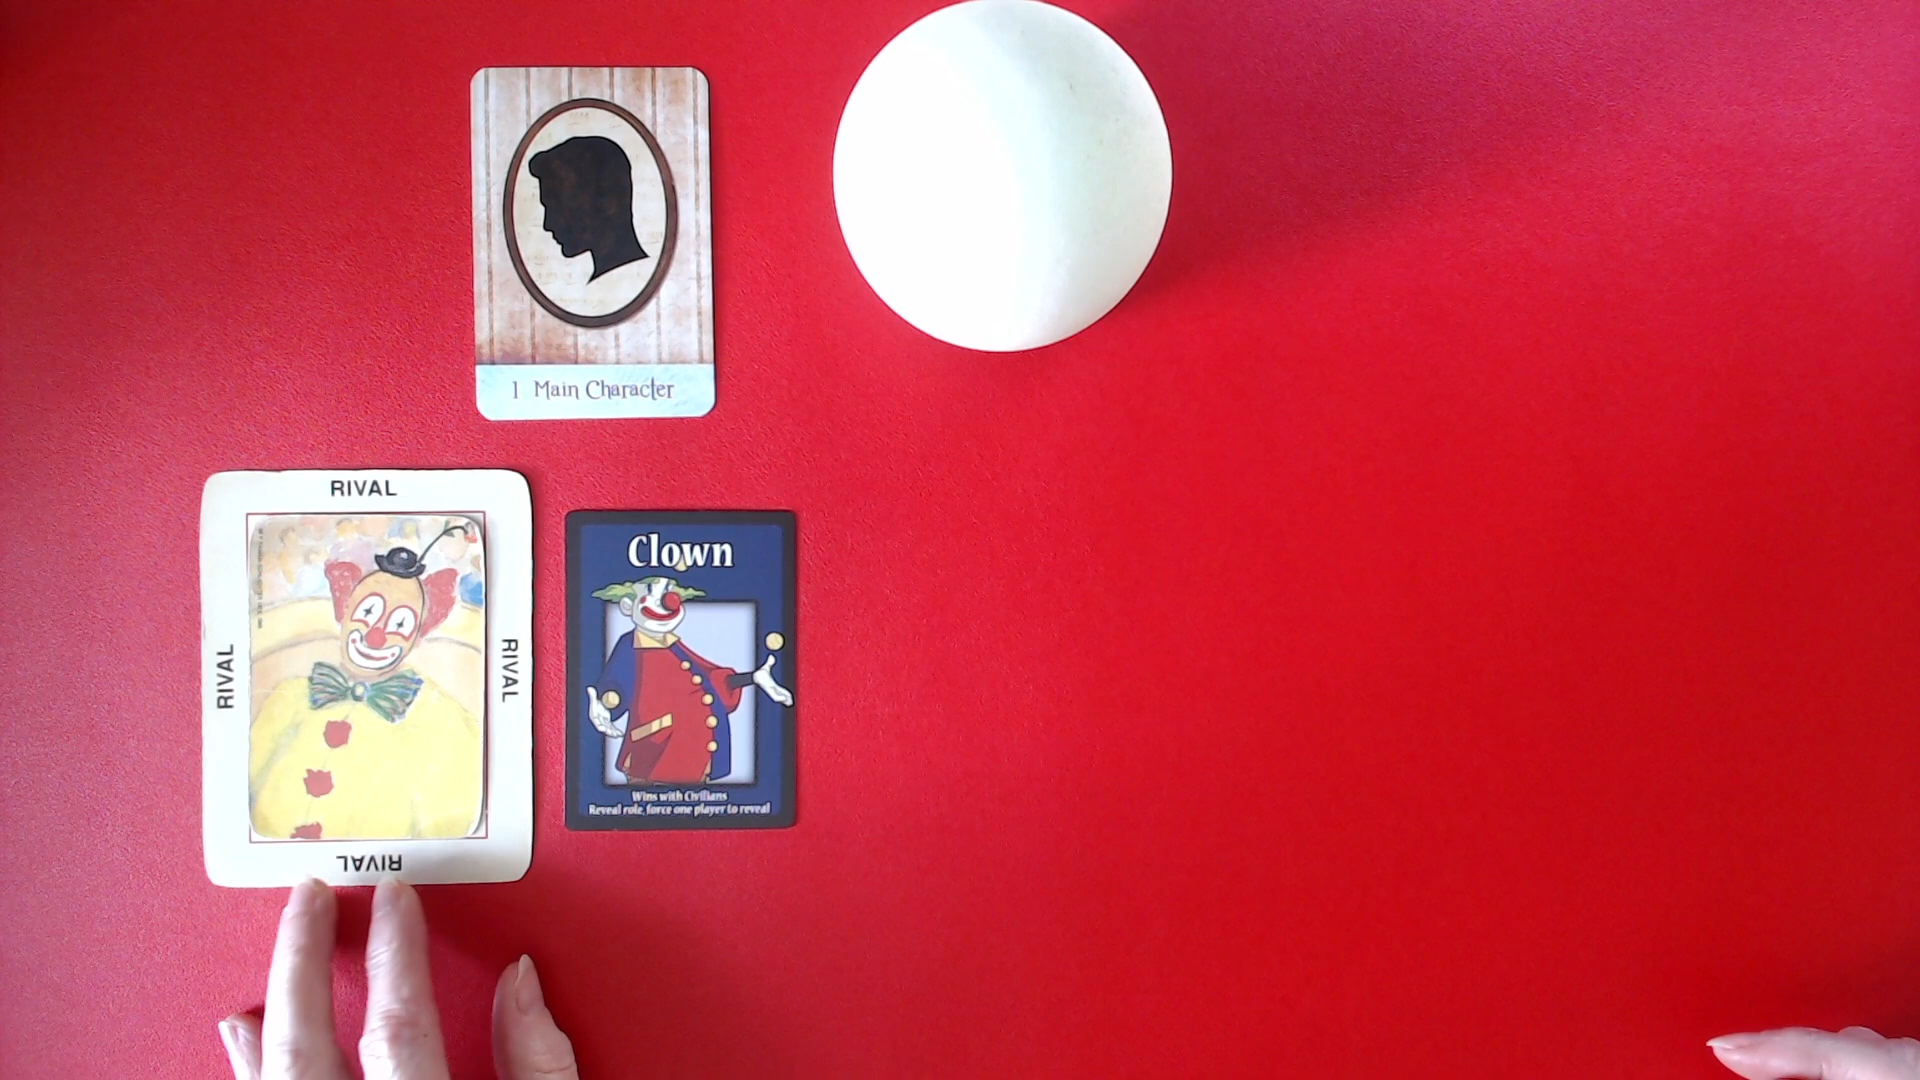 1 Main Character
RIVAL
RIVAL
RIVAL
RIVAL
Clown
Wins with Civilians
Reveal role, force one player to reveal